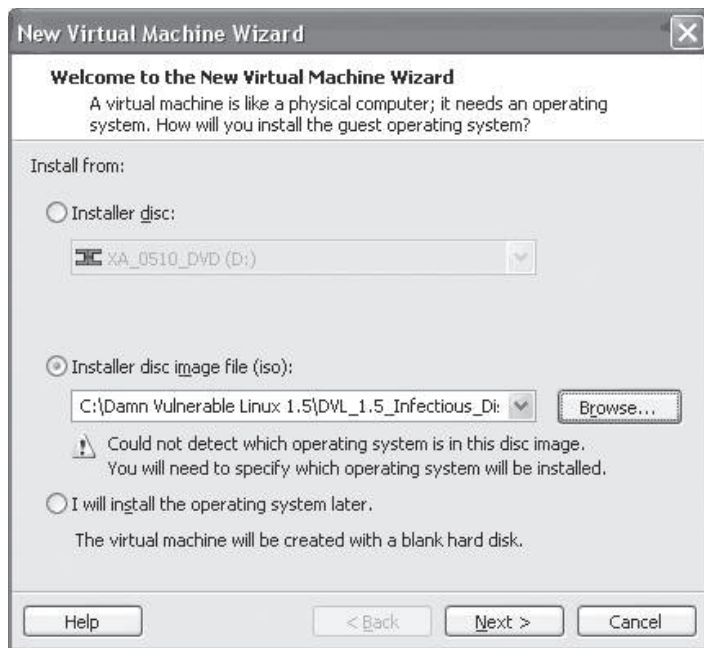 New Virtual Machine Wizard
Welcome to the New Virtual Machine Wizard
A virtual machine is like a physical computer; it needs an operating
system. How will you install the guest operating system?
Install from:
Installer disc:
XA_0510_DVD (D:)
Installer disc image file (iso):
C:\Damn Vulnerable Linux 1.5\DVL_1.5_Infectious_Di
Browse...
Could not detect which operating system is in this disc image.
You will need to specify which operating system will be installed.
I will install the operating system later.
The virtual machine will be created with a blank hard disk.
Help
< Back
Next >
Cancel